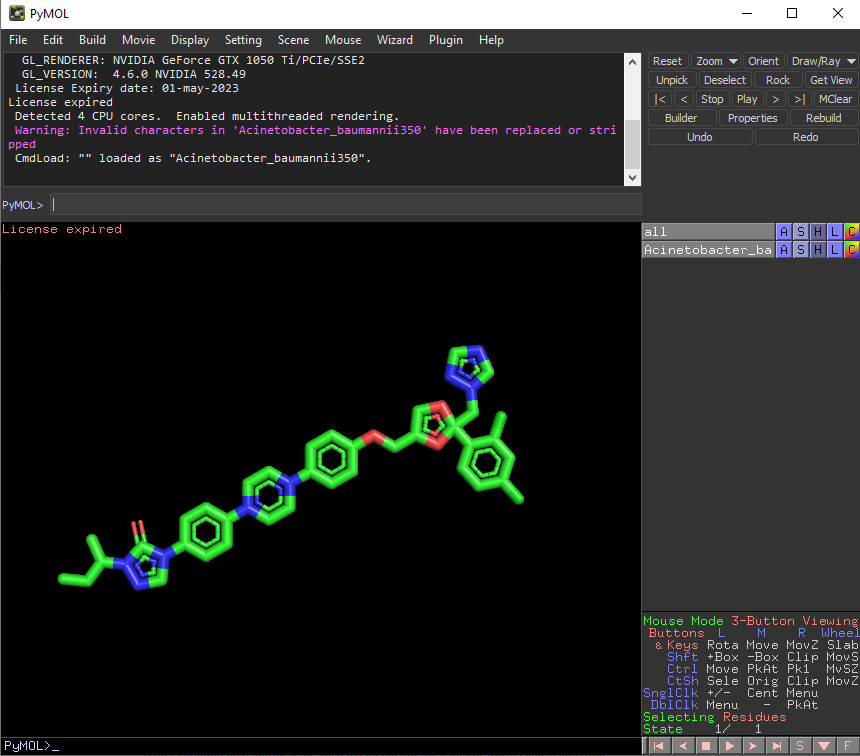 PyMOL
File Edit Build Movie Display Setting Scene Mouse Wizard Plugin Help
GL_RENDERER: NVIDIA GeForce GTX 1050 Ti/PCIe/SSE2
GL_VERSION: 4.6.0 NVIDIA 528.49
License Expiry date: 01-may-2023
License expired
Detected 4 CPU cores. Enabled multithreaded rendering.
Warning: Invalid characters in 'Acinetobacter_baumannii350' have been replaced or stri
pped
CmdLoad: "" loaded as "Acinetobacter_baumannii350".
PyMOL>
Reset Zoom Orient Draw/Ray
Unpick Deselect Rock Get View
|< < Stop Play > >| MClear
Builder Properties Rebuild
Undo Redo
License expired
all A S H L C
Acinetobacter_ba A S H L C
Mouse Mode 3-Button Viewing
Buttons L M R Wheel
& Keys Rota Move MovZ Slab
Shft +Box -Box Clip MovS
Ctrl Move PkAt Pk1 MvSZ
CtSh Sele Orig Clip MovZ
SnglClk +/- Cent Menu
DblClk Menu - PkAt
Selecting Residues
State 1/ 1
PyMOL>_
S F